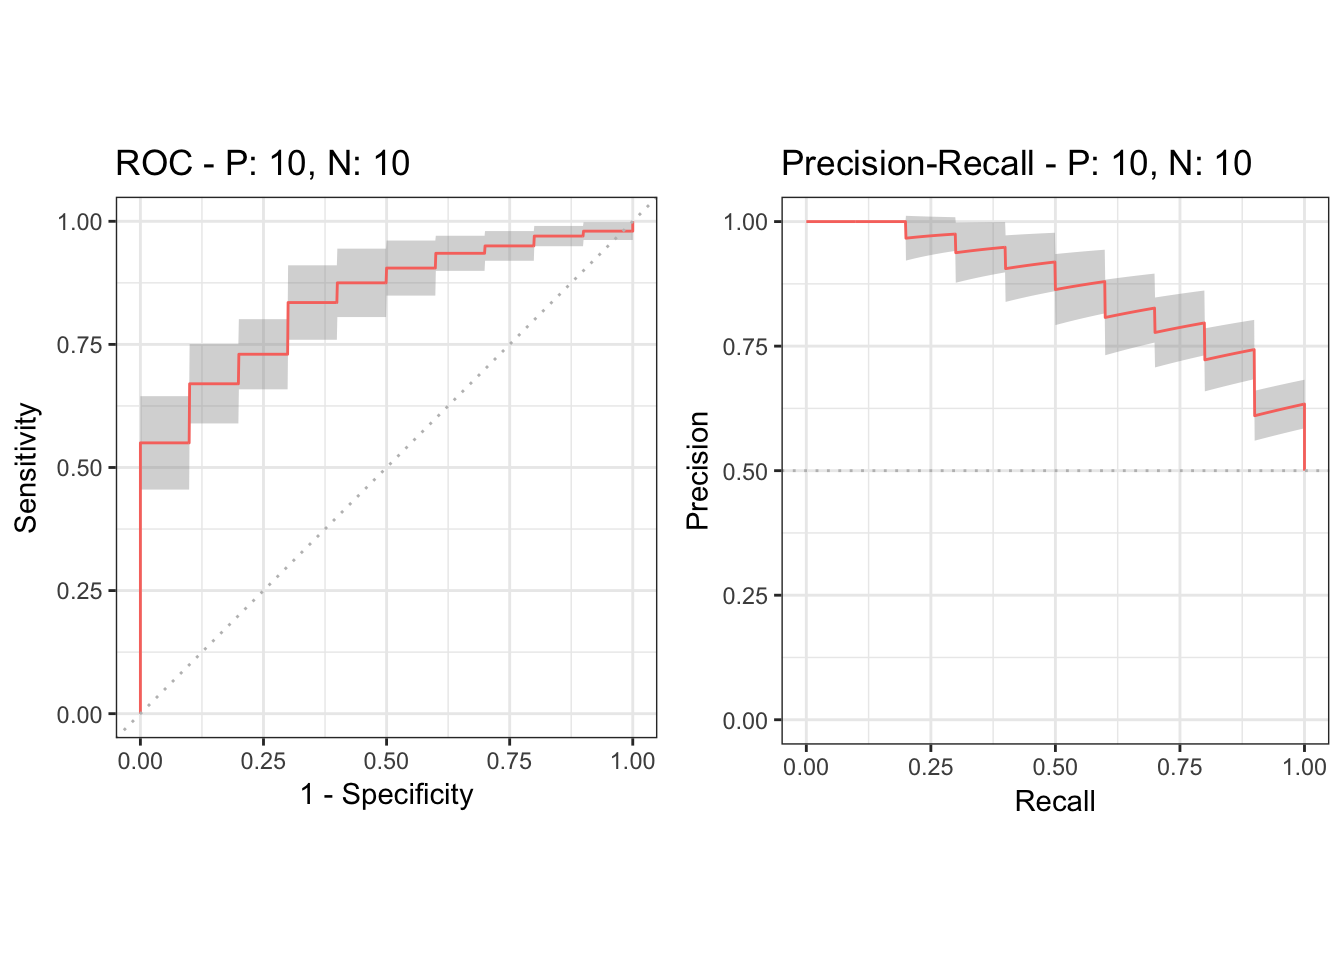 ROC - P: 10, N: 10
1.00
0.75
0.50
0.25
0.00
Sensitivity
0.00 0.25 0.50 0.75 1.00
1 - Specificity
Precision-Recall - P: 10, N: 10
1.00
0.75
0.50
0.25
0.00
Precision
0.00 0.25 0.50 0.75 1.00
Recall